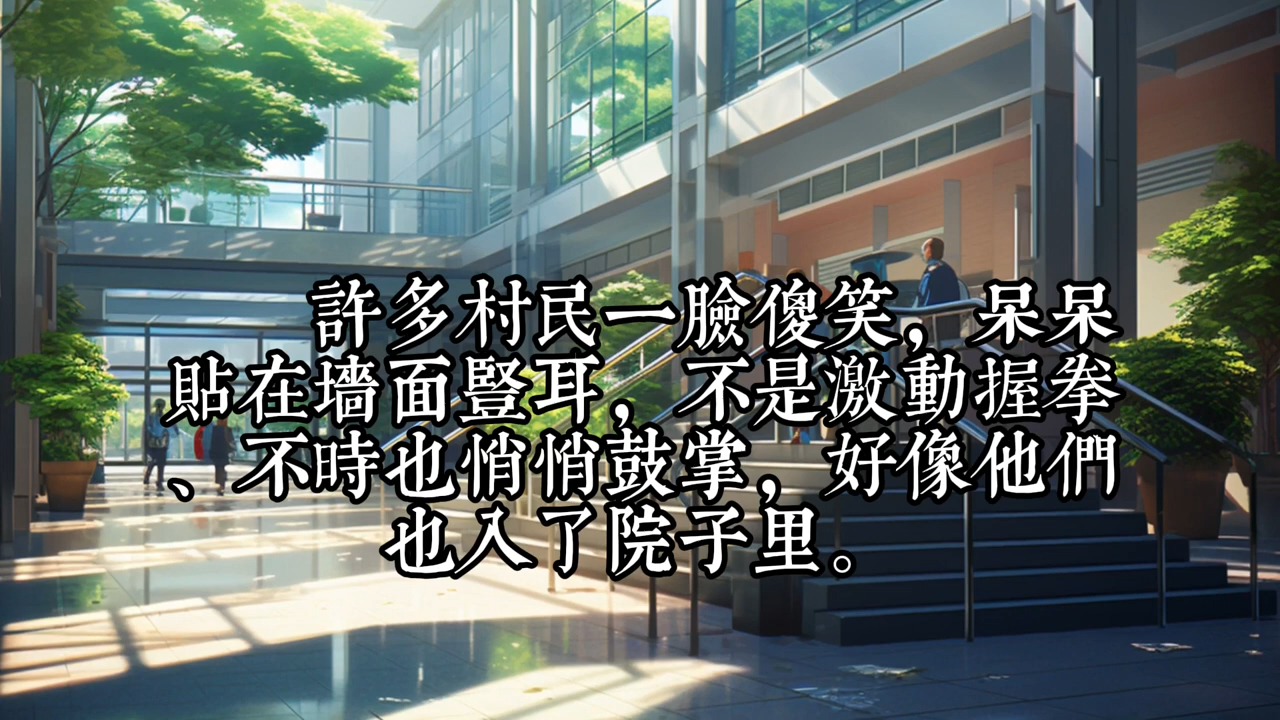 許多村民一臉傻笑，呆呆
貼在墻面豎耳，不是激動握拳
、不時也悄悄鼓掌，好像他們
也入了院子里。